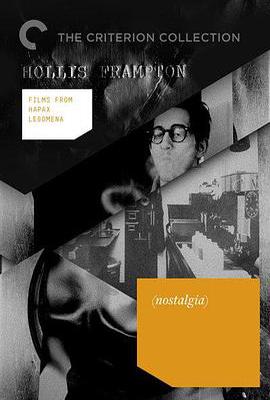 THE CRITERION COLLECTION
HOLLIS FRAMPTON
FILMS FROM
HAPAX
LEGOMENA
(nostalgia)